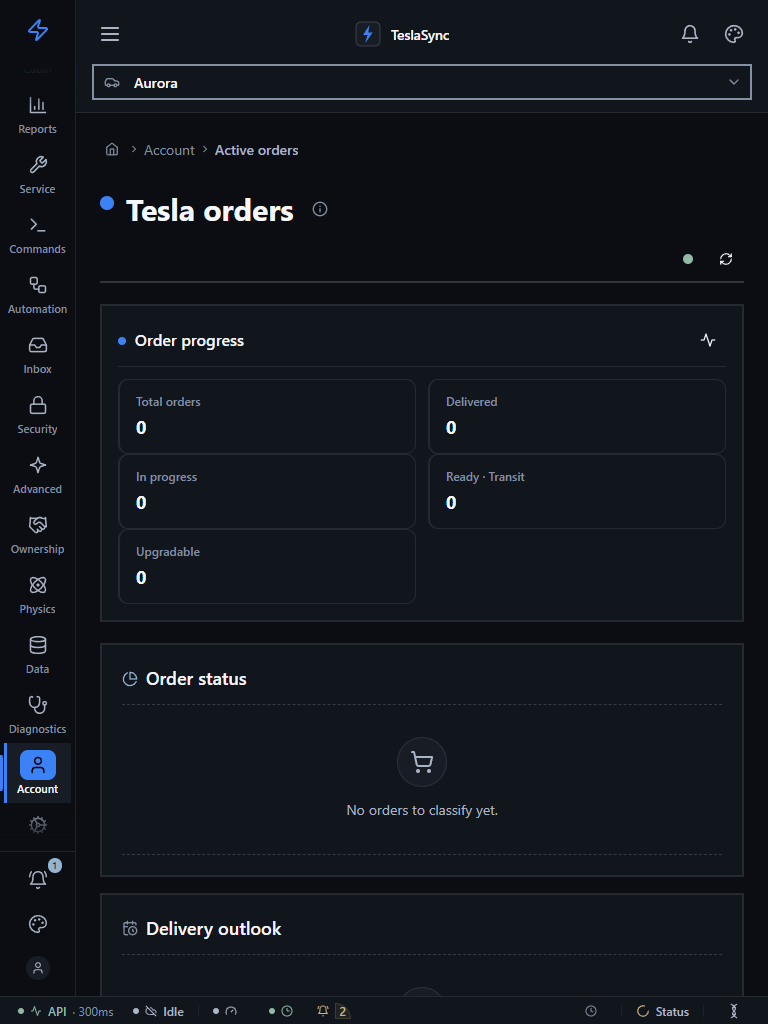 TeslaSync
Aurora
Reports
Service
Commands
Automation
Inbox
Security
Advanced
Ownership
Physics
Data
Diagnostics
Account
1
Account
Active orders
Tesla orders
Order progress
Total orders
0
Delivered
0
In progress
0
Ready · Transit
0
Upgradable
0
Order status
No orders to classify yet.
Delivery outlook
API · 300ms
Idle
2
Status